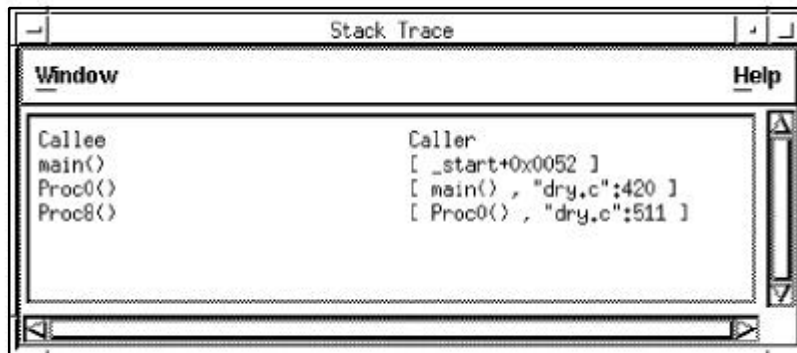 Stack Trace
Window Help
Callee Caller
main() [ _start+0x0052 ]
Proc0() [ main() , "dry.c":420 ]
Proc8() [ Proc0() , "dry.c":511 ]